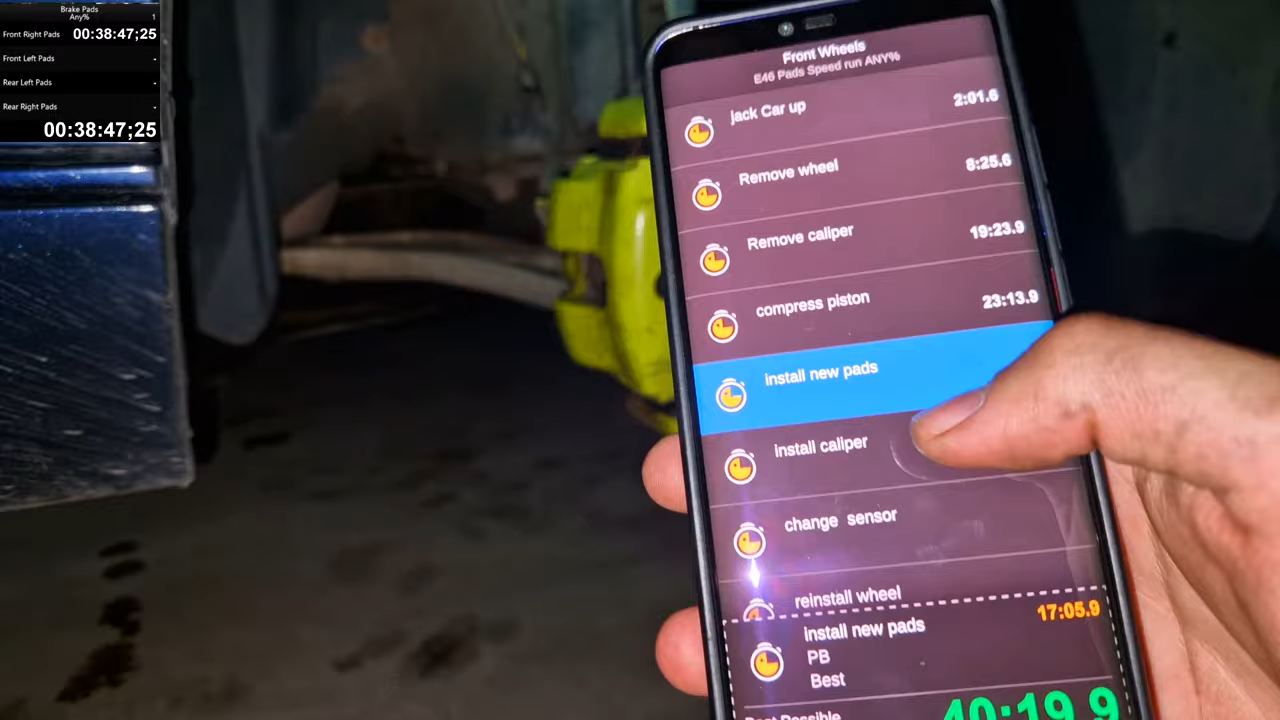 Brake Pads
Any% 1
Front Right Pads 00:38:47;25
Front Left Pads -
Rear Left Pads -
Rear Right Pads -
00:38:47;25
Front Wheels
E46 Pads Speed run ANY%
jack Car up 2:01.6
Remove wheel 8:25.6
Remove caliper 19:23.9
compress piston 23:13.9
install new pads
install caliper
change sensor
reinstall wheel
install new pads 17:05.9
PB
Best
Best Possible 40:19.9